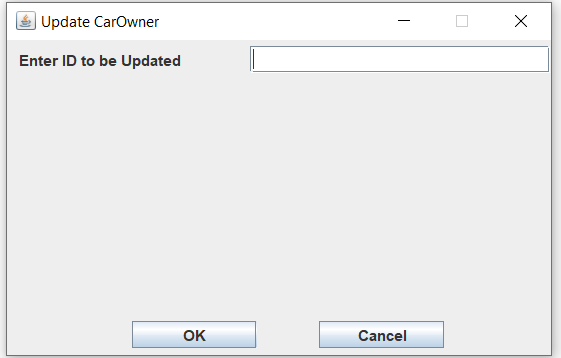 Update CarOwner
Enter ID to be Updated
OK Cancel